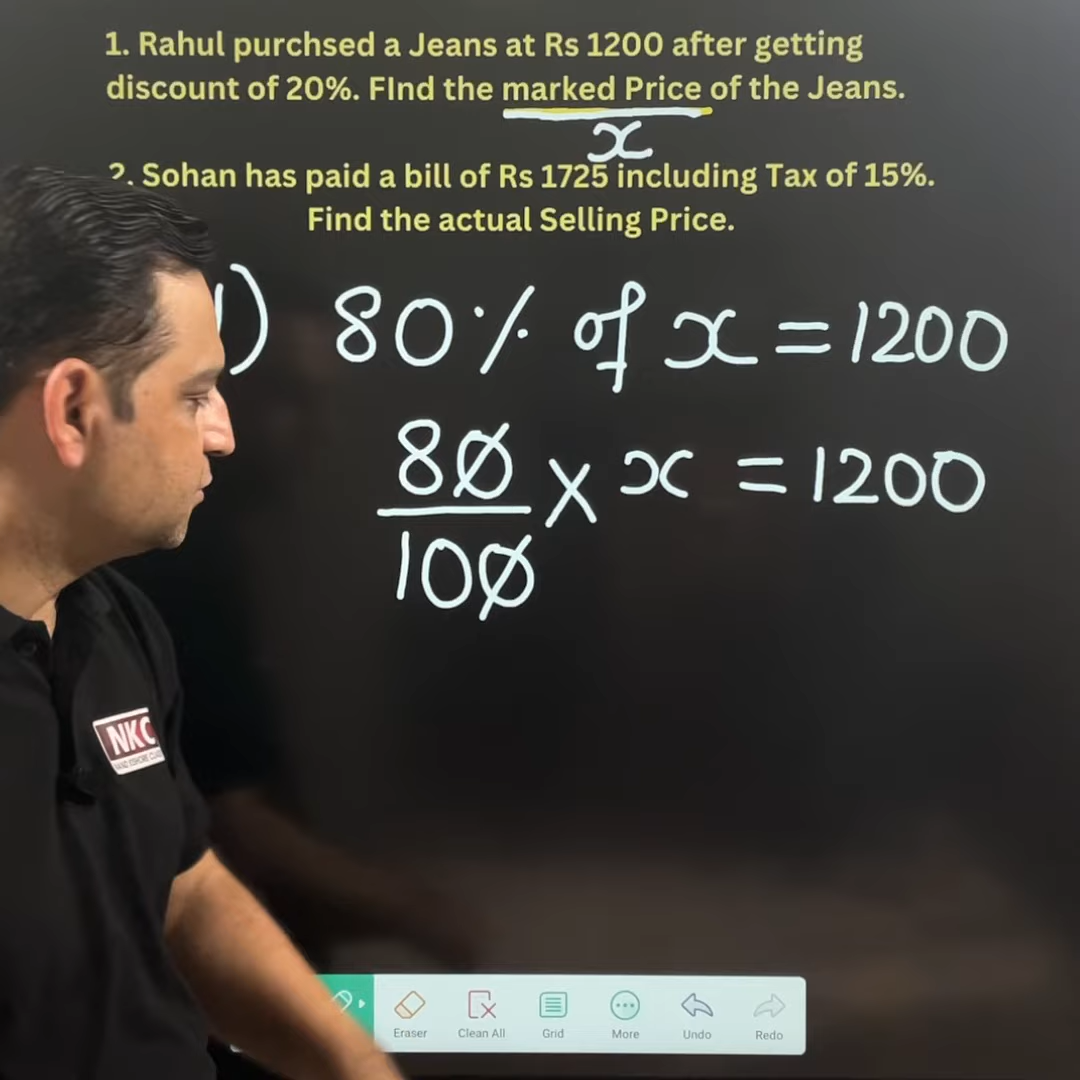 1. Rahul purchsed a Jeans at Rs 1200 after getting
discount of 20%. FInd the marked Price of the Jeans.
x
2. Sohan has paid a bill of Rs 1725 including Tax of 15%.
Find the actual Selling Price.
1) 80% of x = 1200
80/100 × x = 1200
NKC
Eraser Clean All Grid More Undo Redo